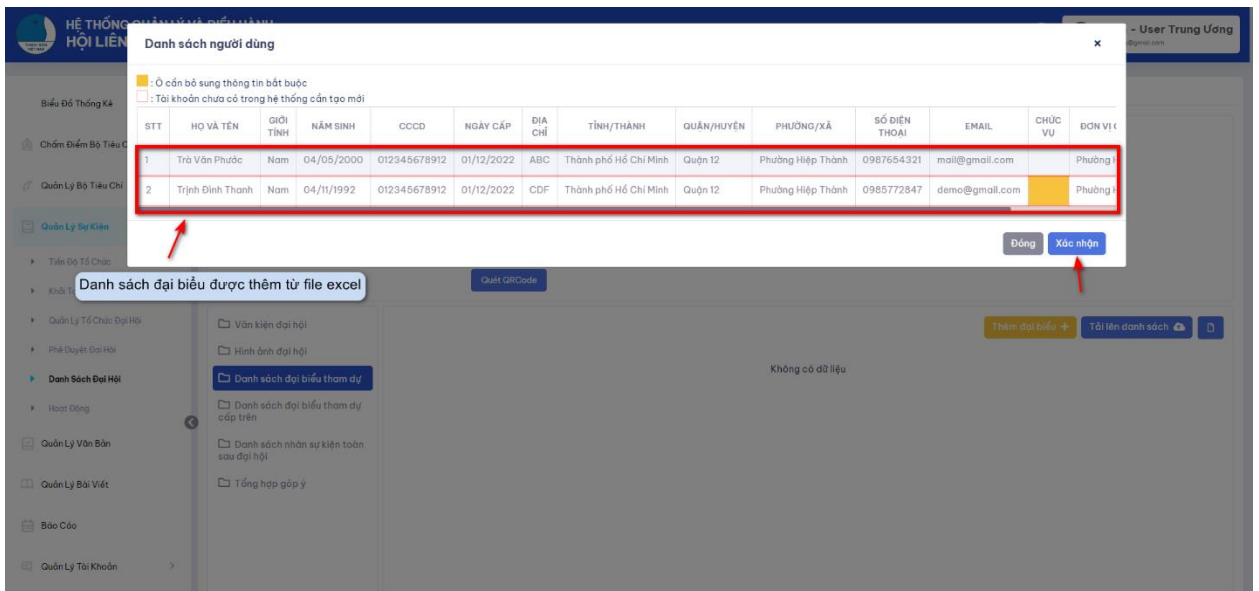 HỆ THỐNG QUẢN LÝ VÀ ĐIỀU HÀNH
HỘI LIÊN
- User Trung Ương
@gmail.com
Danh sách người dùng
×
: Ô cần bổ sung thông tin bắt buộc
: Tài khoản chưa có trong hệ thống cần tạo mới
STT HỌ VÀ TÊN GIỚI TÍNH NĂM SINH CCCD NGÀY CẤP ĐỊA CHỈ TỈNH/THÀNH QUẬN/HUYỆN PHƯỜNG/XÃ SỐ ĐIỆN THOẠI EMAIL CHỨC VỤ ĐƠN VỊ
1 Trà Văn Phước Nam 04/05/2000 012345678912 01/12/2022 ABC Thành phố Hồ Chí Minh Quận 12 Phường Hiệp Thành 0987654321 mail@gmail.com Phường
2 Trịnh Đình Thanh Nam 04/11/1992 012345678912 01/12/2022 CDF Thành phố Hồ Chí Minh Quận 12 Phường Hiệp Thành 0985772847 demo@gmail.com Phường
Đóng Xác nhận
Danh sách đại biểu được thêm từ file excel
Quét QRCode
Biểu Đồ Thống Kê
Chấm Điểm Bộ Tiêu
Quản Lý Bộ Tiêu Chí
Quản Lý Sự Kiện
Tiến Độ Tổ Chức
Quản Lý Tổ Chức Đại Hội
Phê Duyệt Đại Hội
Danh Sách Đại Hội
Hoạt Động
Quản Lý Văn Bản
Quản Lý Bài Viết
Báo Cáo
Quản Lý Tài Khoản
Văn kiện đại hội
Hình ảnh đại hội
Danh sách đại biểu tham dự
Danh sách đại biểu tham dự
cấp trên
Danh sách nhân sự kiện toàn
sau đại hội
Tổng hợp góp ý
Thêm đại biểu + Tải lên danh sách
Không có dữ liệu